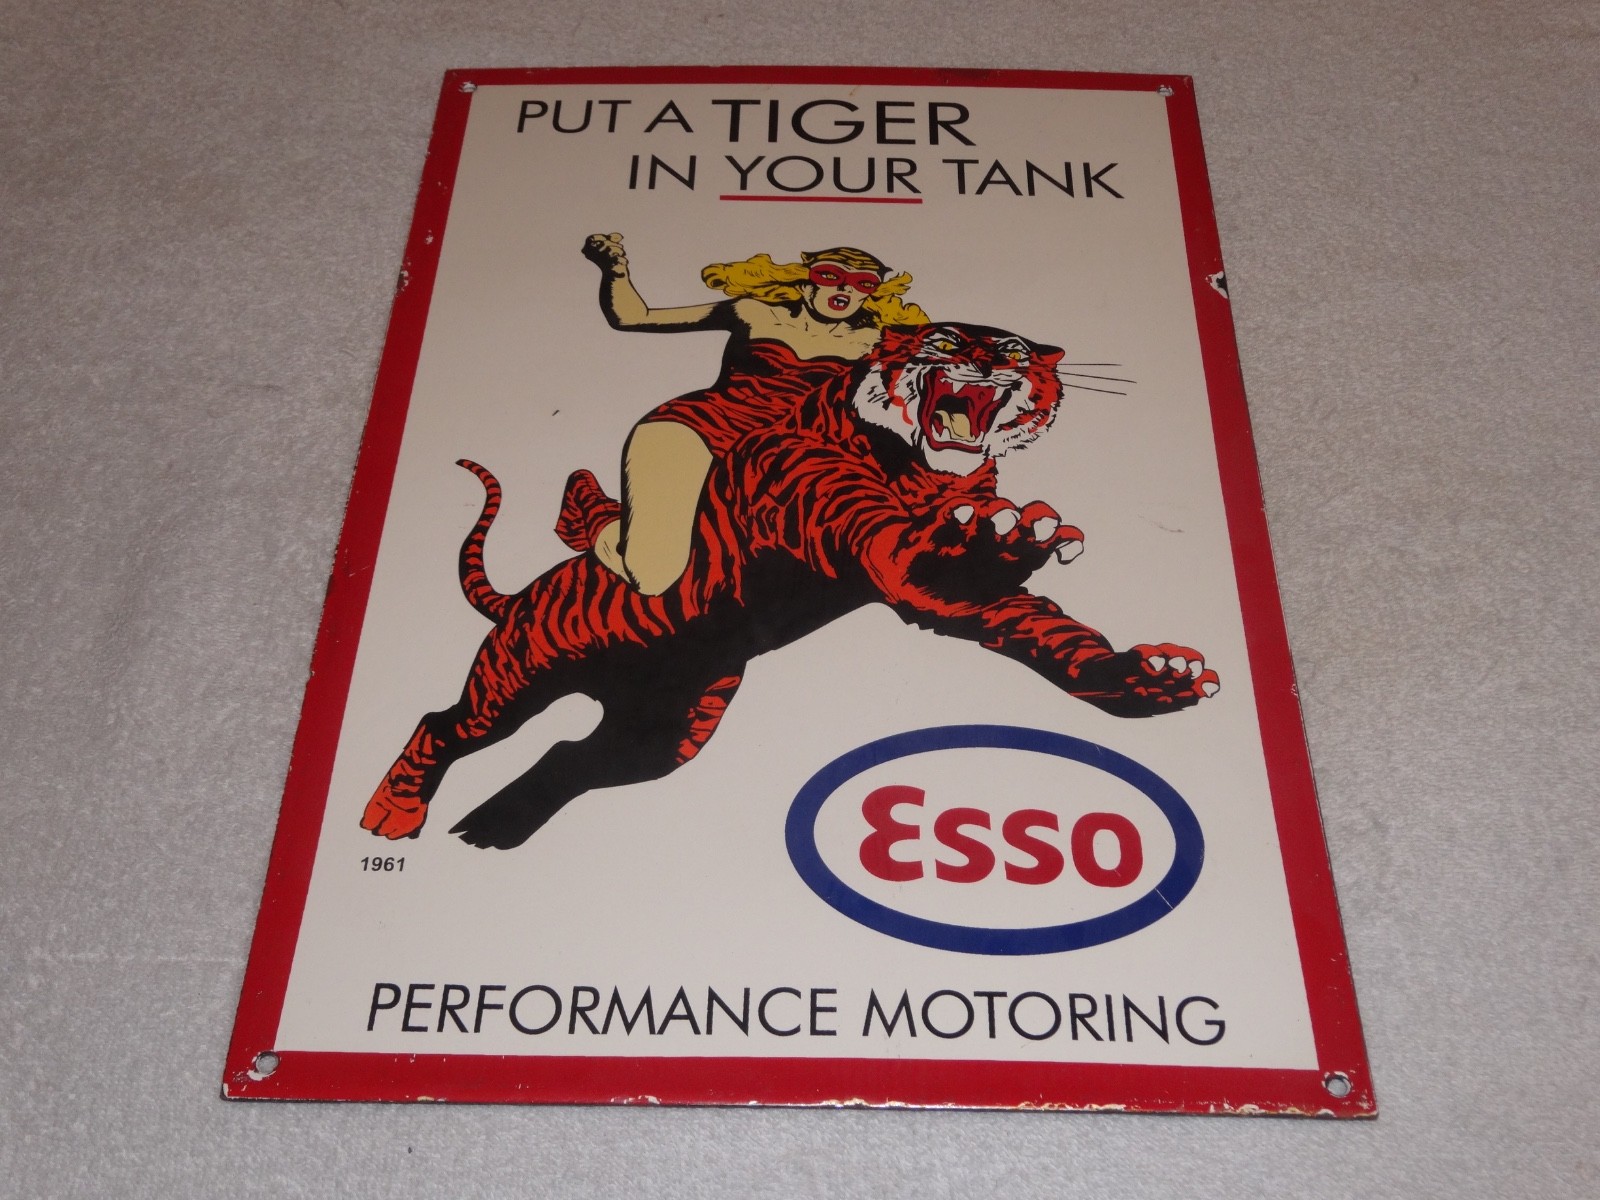 PUT A TIGER
IN YOUR TANK
1961
Esso
PERFORMANCE MOTORING